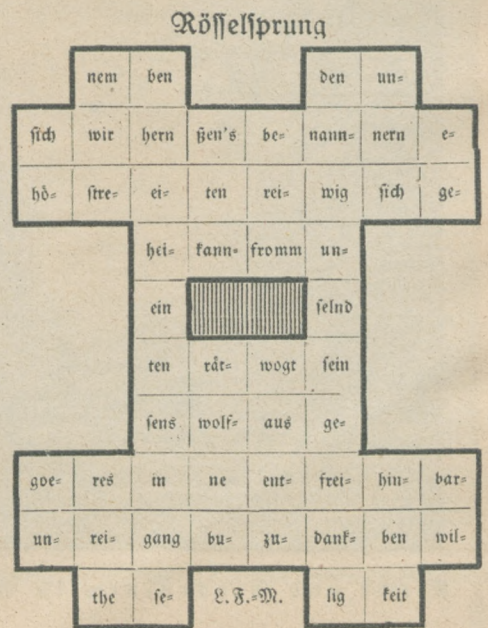 Rösselsprung
nem ben den un=
sich wir hern ßen's be= nann= nern e=
hö= stre= ei= ten rei= wig sich ge=
hei= kann= fromm un=
ein selnd
ten rät= wogt sein
sens wolf= aus ge=
goe= res in ne ent= frei= hin= bar=
un= rei= gang bu= zu= dank= ben wil=
the se= L. F.=M. lig keit